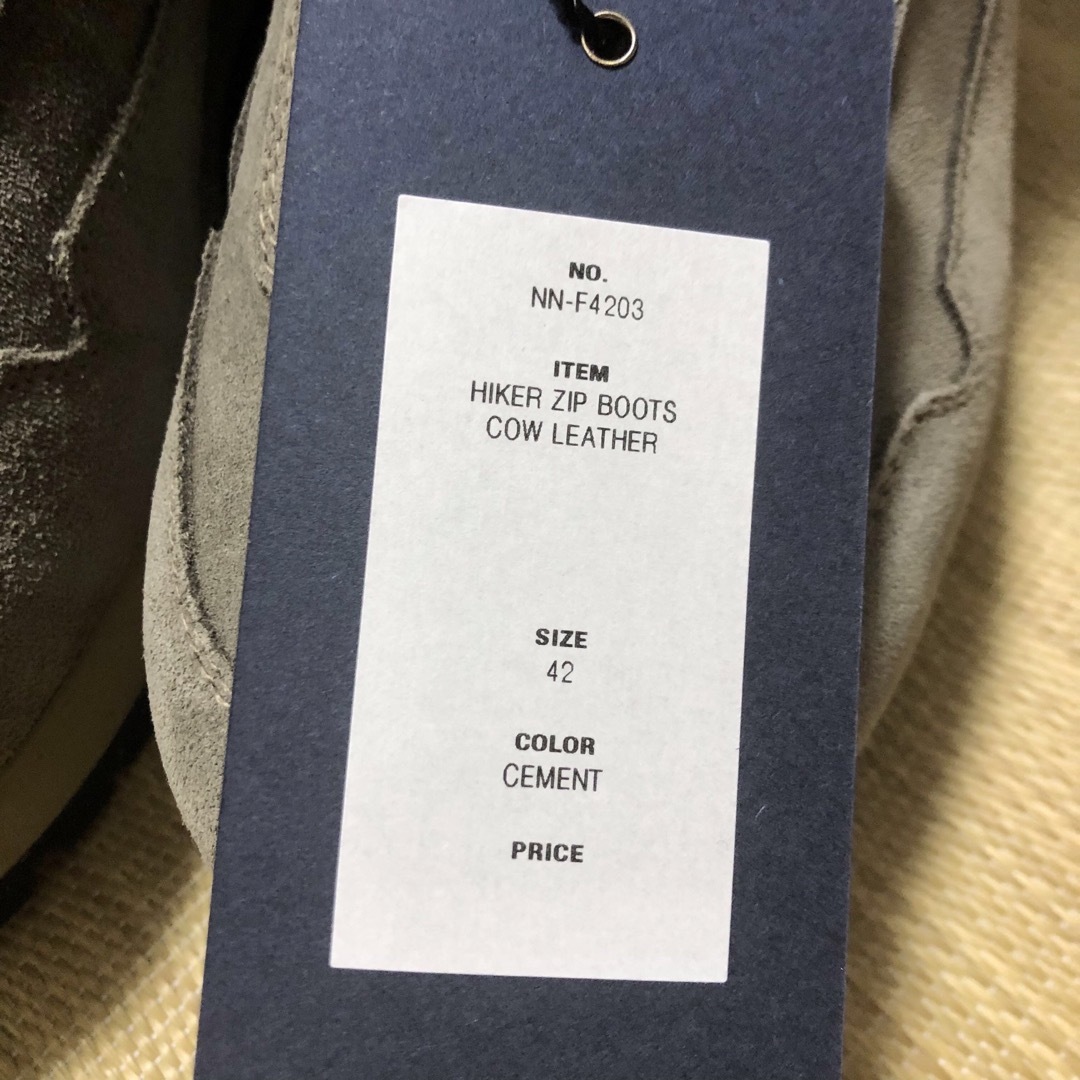 NO.
NN-F4203
ITEM
HIKER ZIP BOOTS
COW LEATHER
SIZE
42
COLOR
CEMENT
PRICE